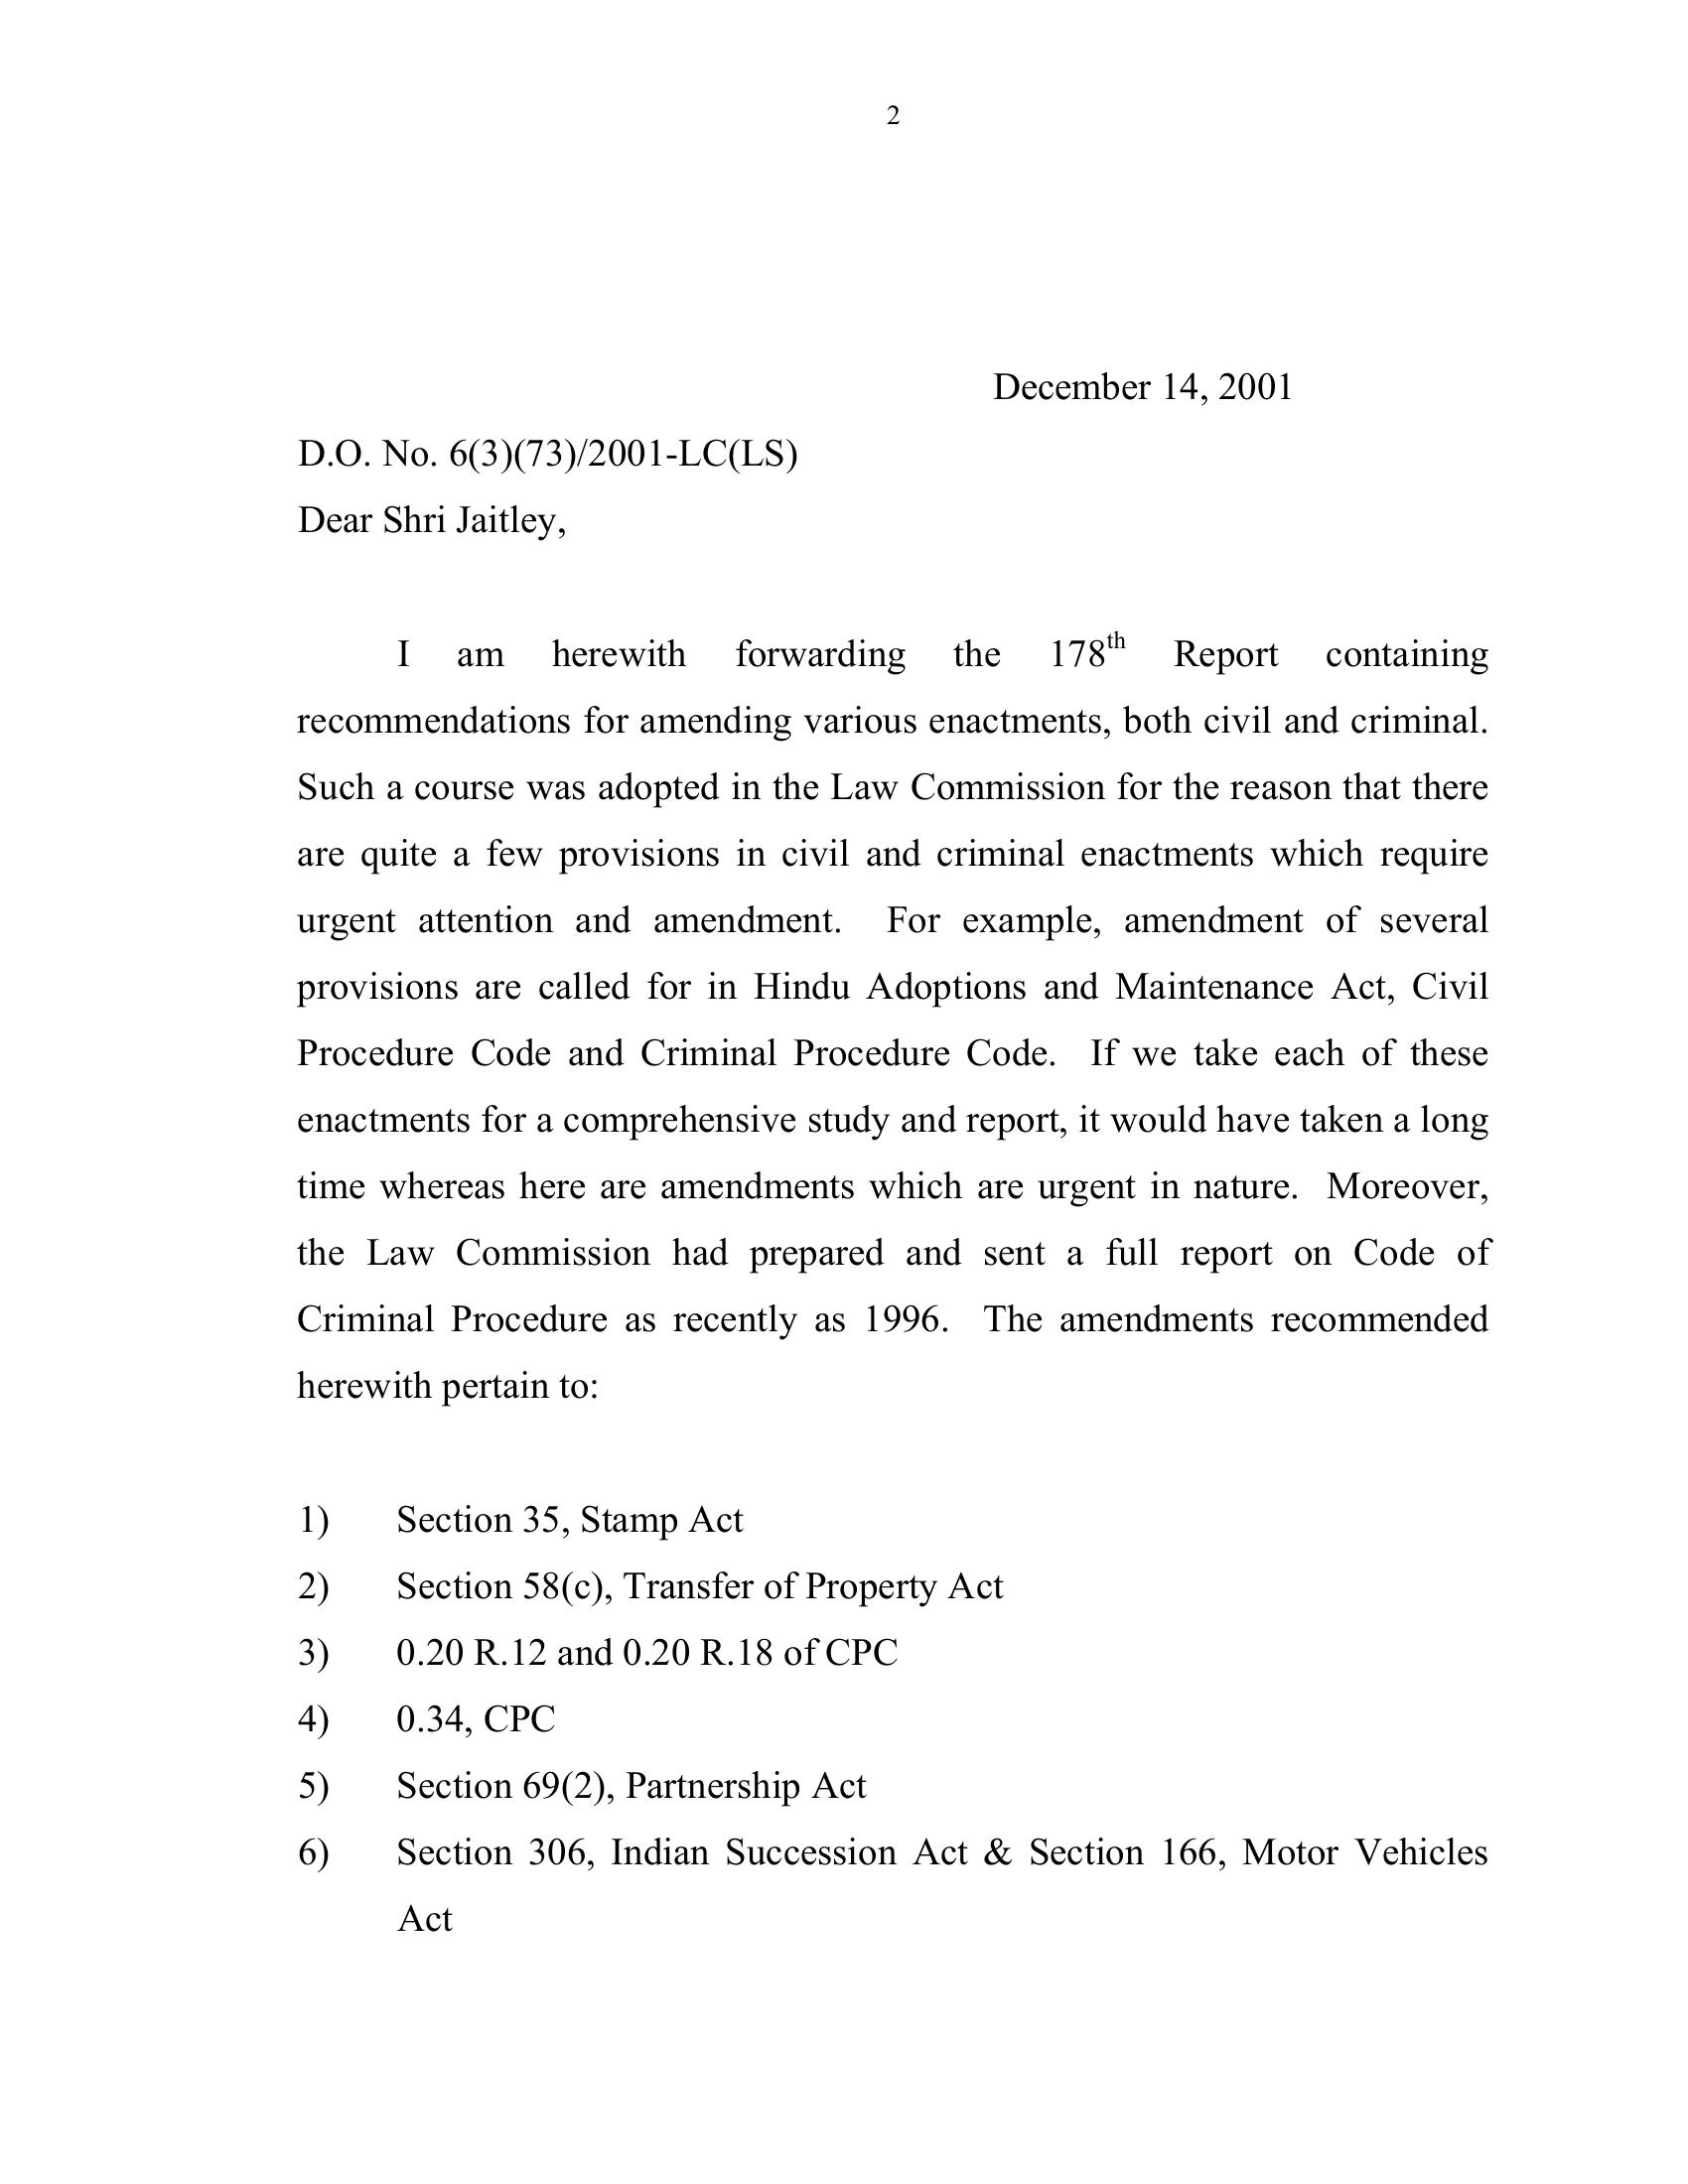 2
December 14, 2001
D.O. No. 6(3)(73)/2001-LC(LS)
Dear Shri Jaitley,
I am herewith forwarding the 178th Report containing
recommendations for amending various enactments, both civil and criminal.
Such a course was adopted in the Law Commission for the reason that there
are quite a few provisions in civil and criminal enactments which require
urgent attention and amendment. For example, amendment of several
provisions are called for in Hindu Adoptions and Maintenance Act, Civil
Procedure Code and Criminal Procedure Code. If we take each of these
enactments for a comprehensive study and report, it would have taken a long
time whereas here are amendments which are urgent in nature. Moreover,
the Law Commission had prepared and sent a full report on Code of
Criminal Procedure as recently as 1996. The amendments recommended
herewith pertain to:
1) Section 35, Stamp Act
2) Section 58(c), Transfer of Property Act
3) 0.20 R.12 and 0.20 R.18 of CPC
4) 0.34, CPC
5) Section 69(2), Partnership Act
6) Section 306, Indian Succession Act & Section 166, Motor Vehicles
Act